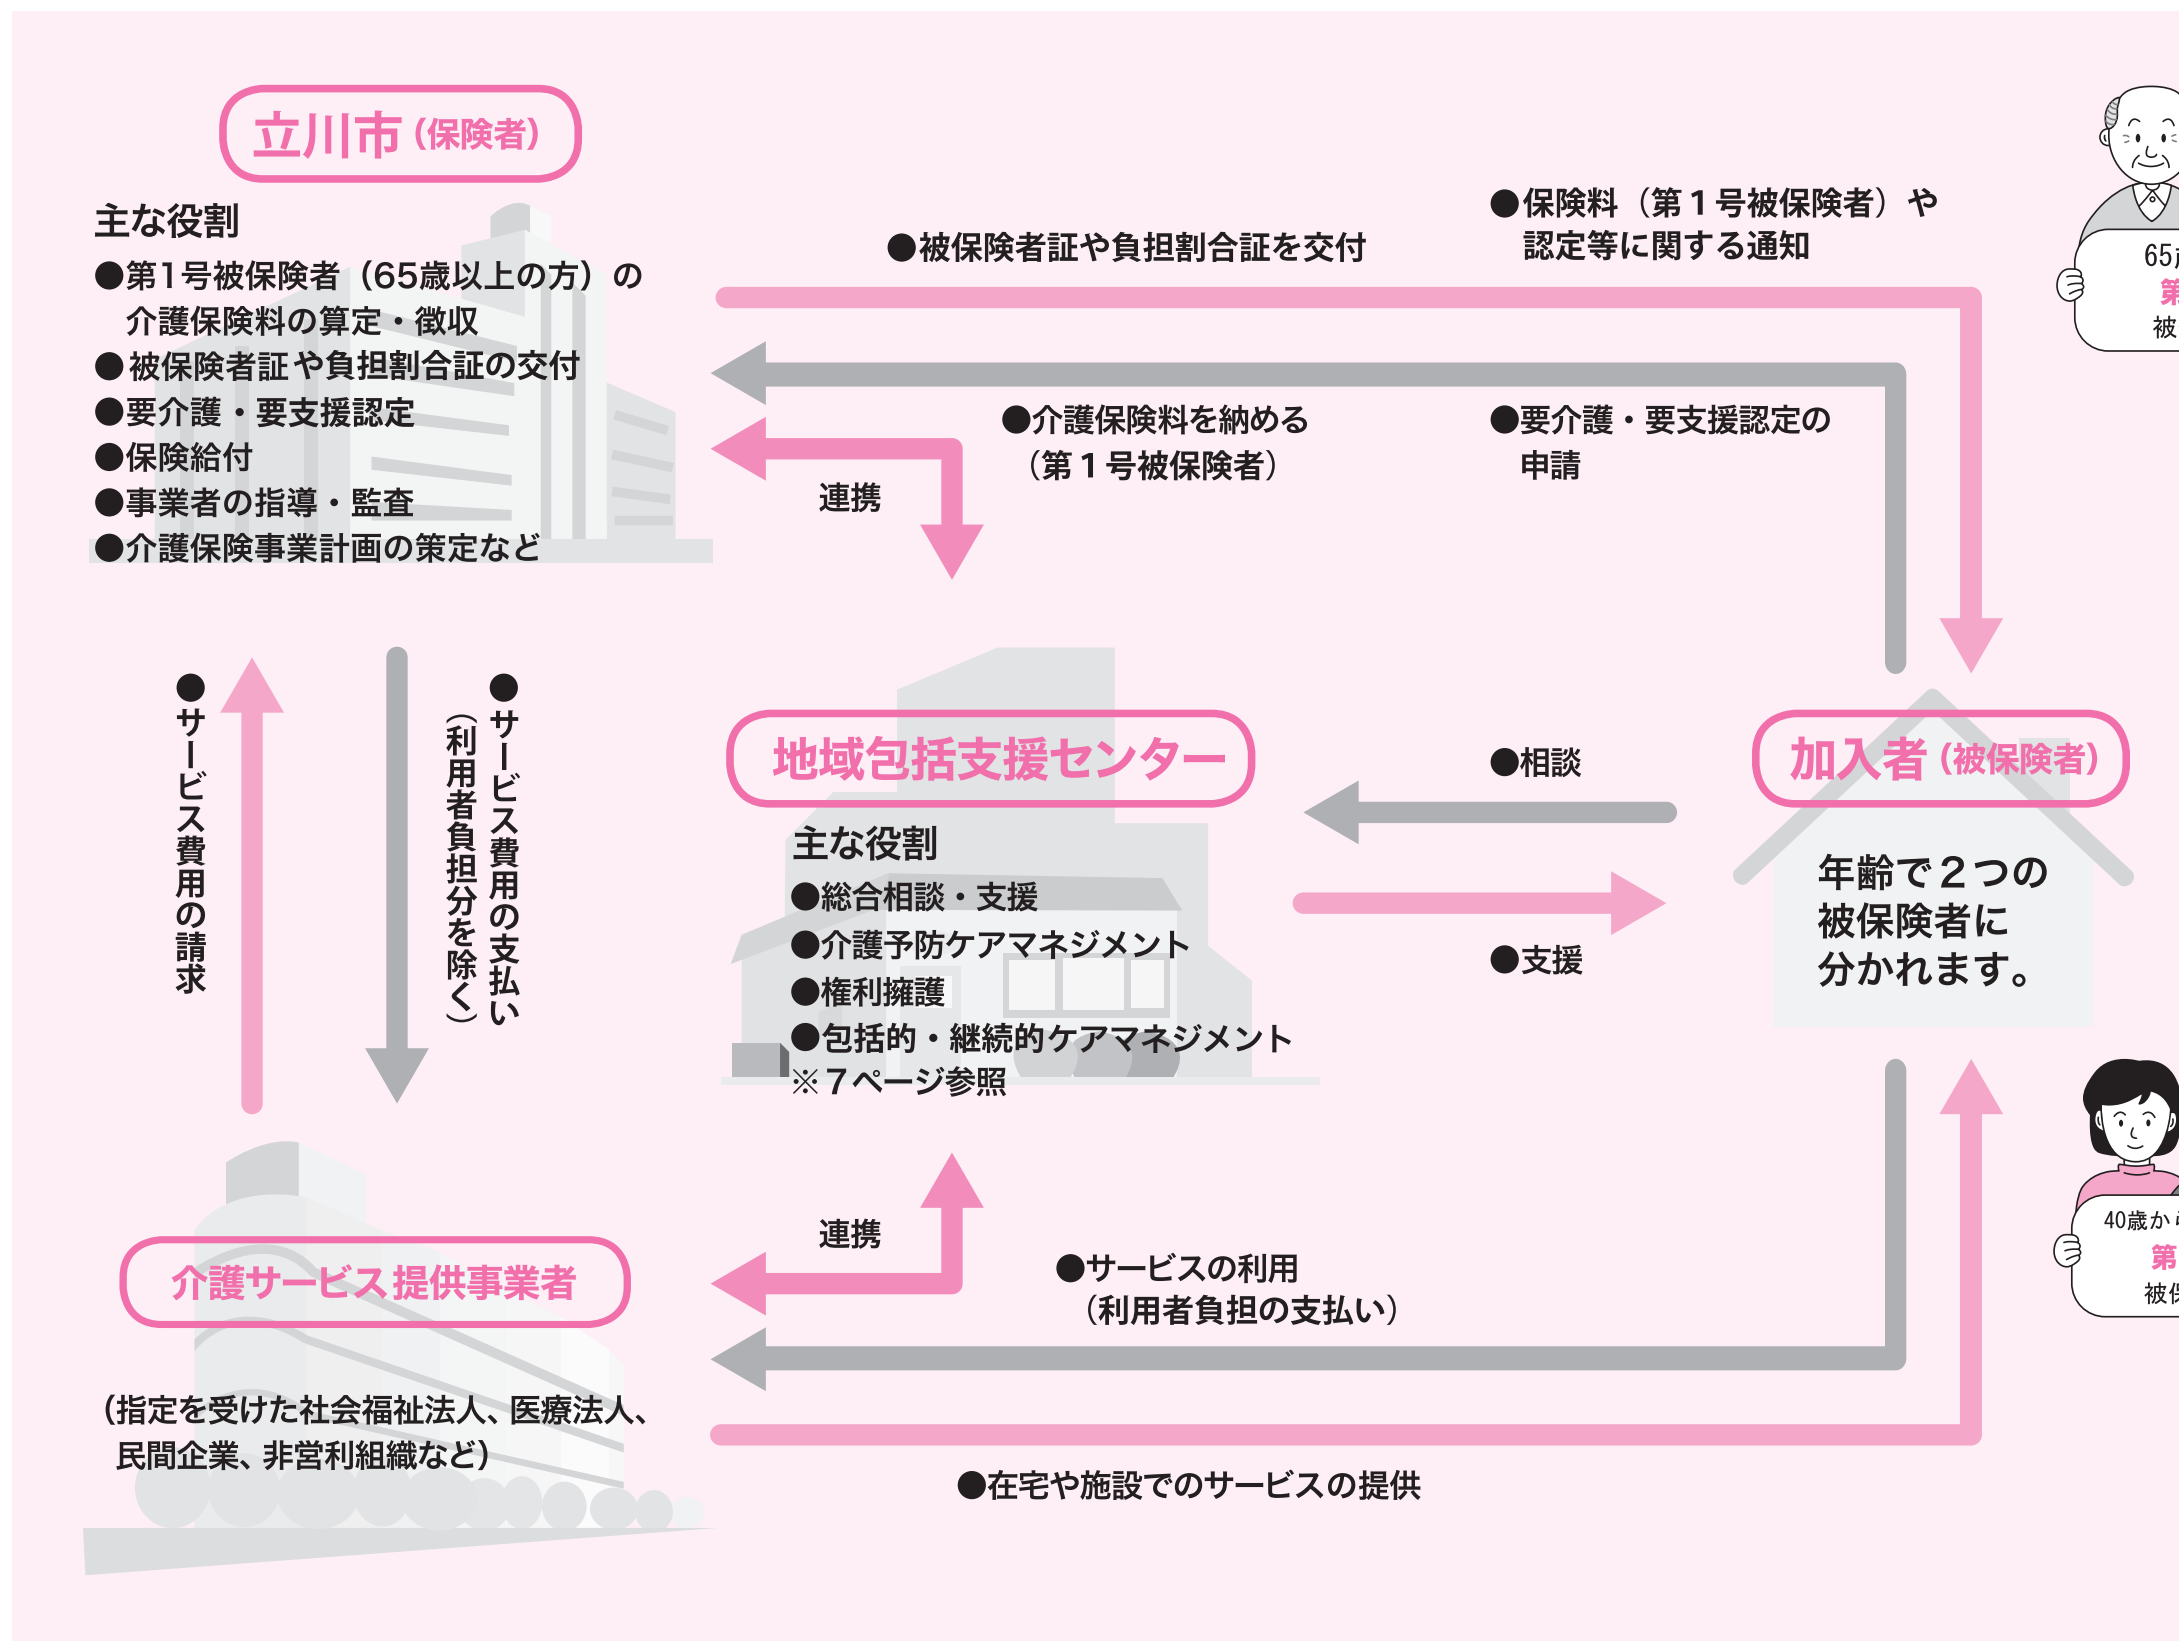 立川市（保険者）
主な役割
●第1号被保険者（65歳以上の方）の
介護保険料の算定・徴収
●被保険者証や負担割合証の交付
●要介護・要支援認定
●保険給付
●事業者の指導・監査
●介護保険事業計画の策定など
●被保険者証や負担割合証を交付
●保険料（第１号被保険者）や
認定等に関する通知
●介護保険料を納める
（第１号被保険者）
●要介護・要支援認定の
申請
連携
65歳
第
被
●サービス費用の請求
●サービス費用の支払い
（利用者負担分を除く）
地域包括支援センター
主な役割
●総合相談・支援
●介護予防ケアマネジメント
●権利擁護
●包括的・継続的ケアマネジメント
※７ページ参照
●相談
●支援
加入者（被保険者）
年齢で２つの
被保険者に
分かれます。
40歳から
第
被保
連携
介護サービス提供事業者
（指定を受けた社会福祉法人、医療法人、
民間企業、非営利組織など）
●サービスの利用
（利用者負担の支払い）
●在宅や施設でのサービスの提供